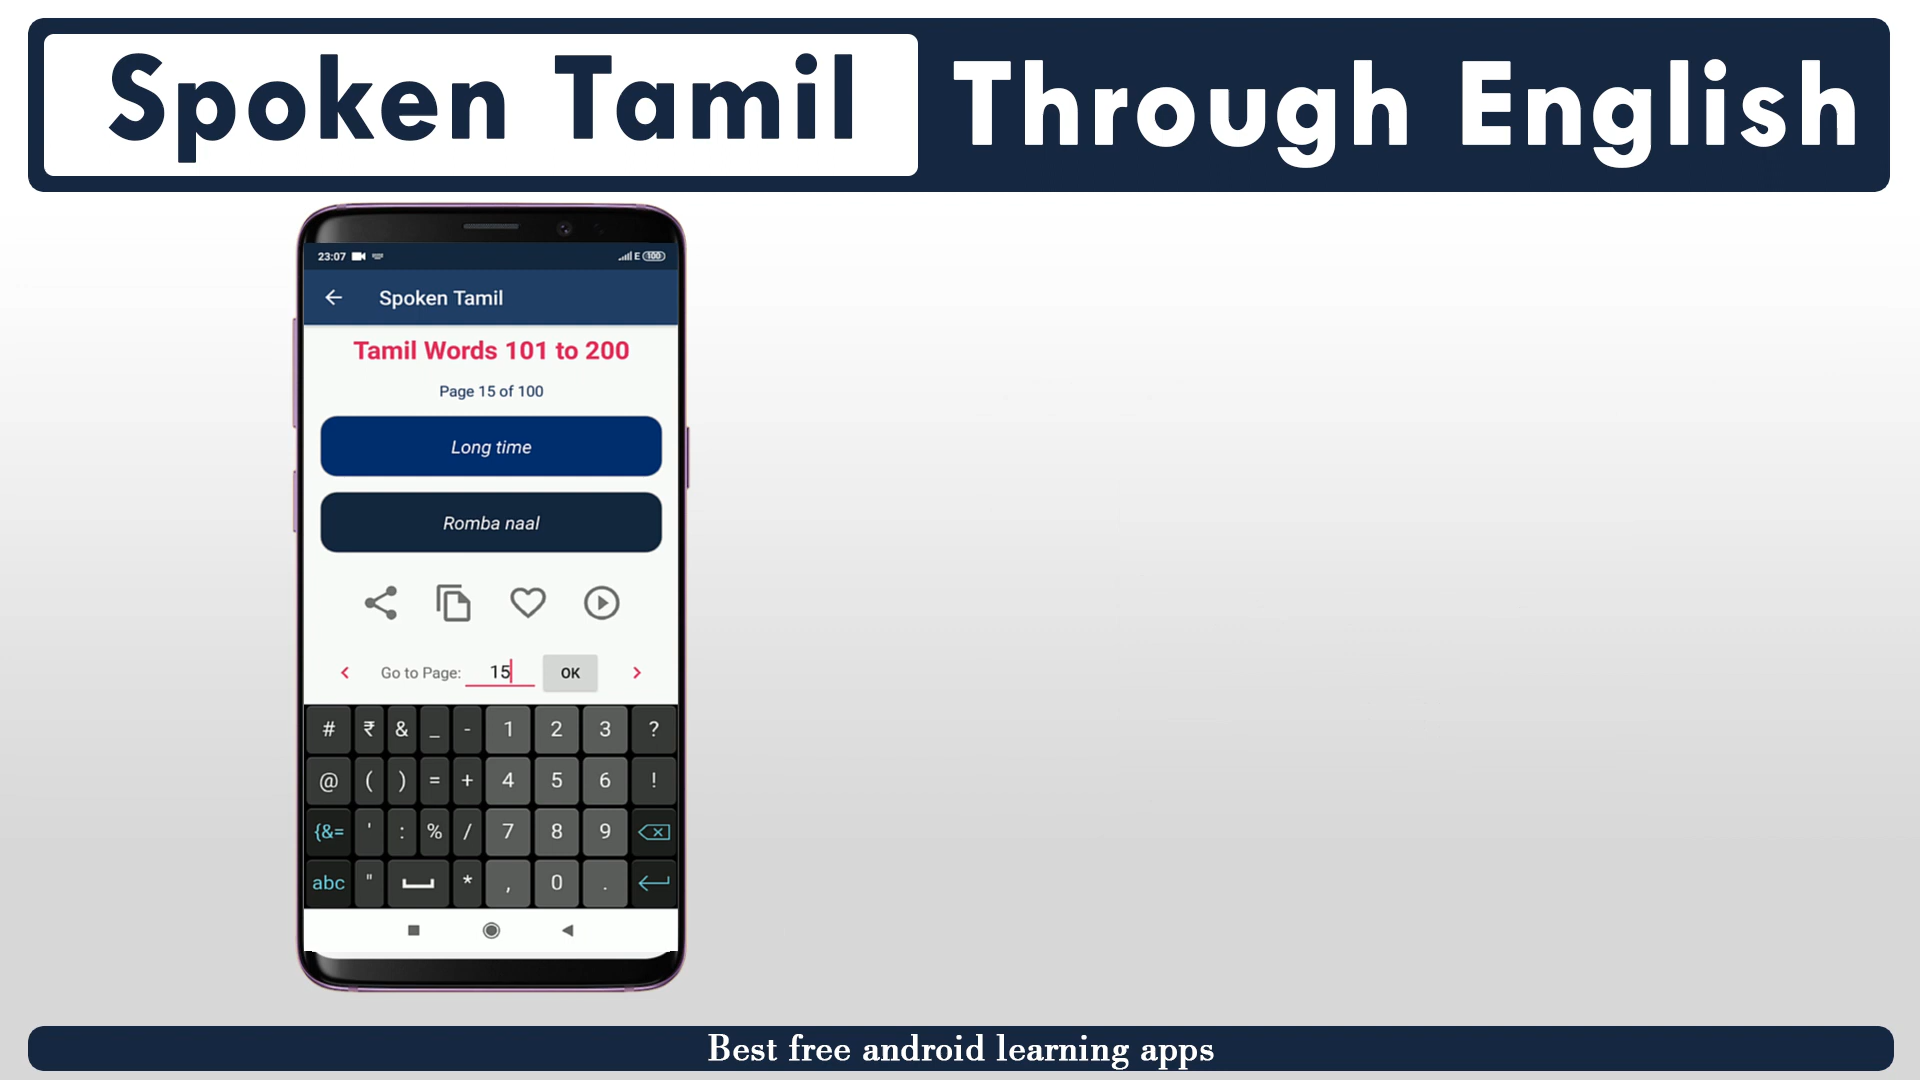 Spoken Tamil Through English
23:07 E 100
Spoken Tamil
Tamil Words 101 to 200
Page 15 of 100
Long time
Romba naal
Go to Page: 15 OK
# ₹ & _ - 1 2 3 ?
@ ( ) = + 4 5 6 !
{&= ' : % / 7 8 9
abc " * , 0 .
Best free android learning apps